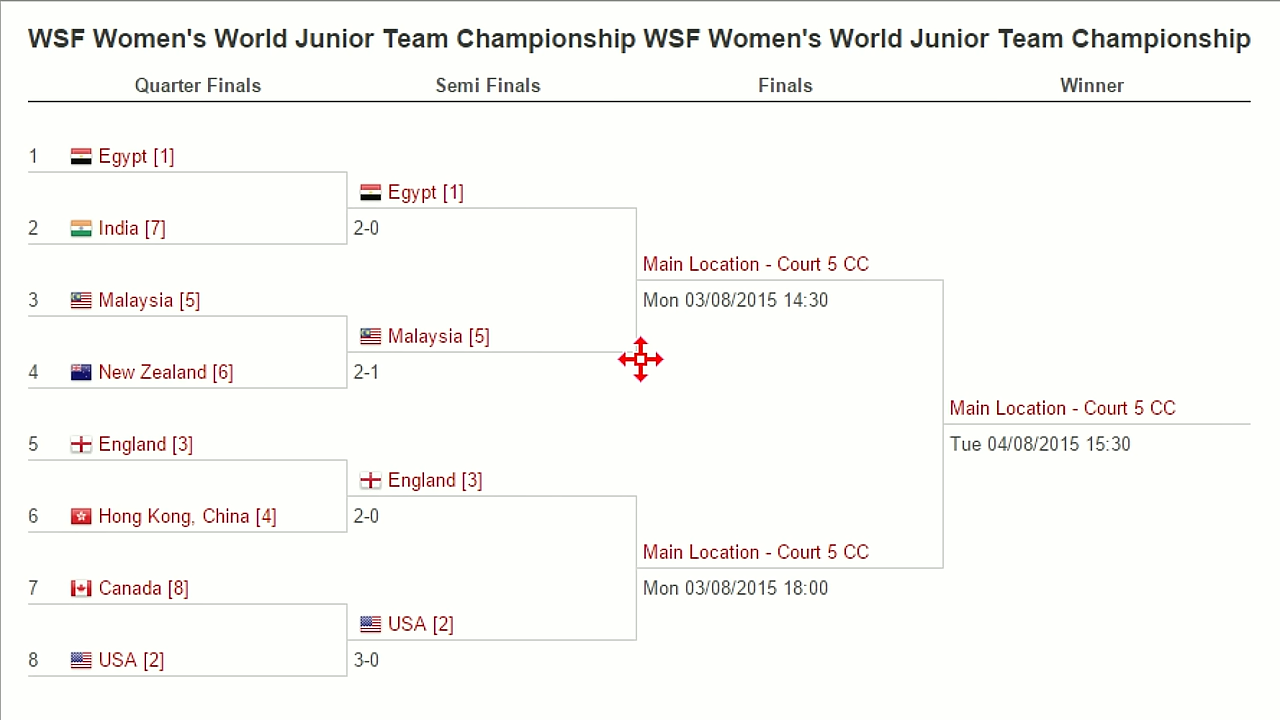 WSF Women's World Junior Team Championship WSF Women's World Junior Team Championship
Quarter Finals Semi Finals Finals Winner
1 Egypt [1]
Egypt [1]
2 India [7] 2-0
Main Location - Court 5 CC
3 Malaysia [5] Mon 03/08/2015 14:30
Malaysia [5]
4 New Zealand [6] 2-1
Main Location - Court 5 CC
5 England [3] Tue 04/08/2015 15:30
England [3]
6 Hong Kong, China [4] 2-0
Main Location - Court 5 CC
7 Canada [8] Mon 03/08/2015 18:00
USA [2]
8 USA [2] 3-0